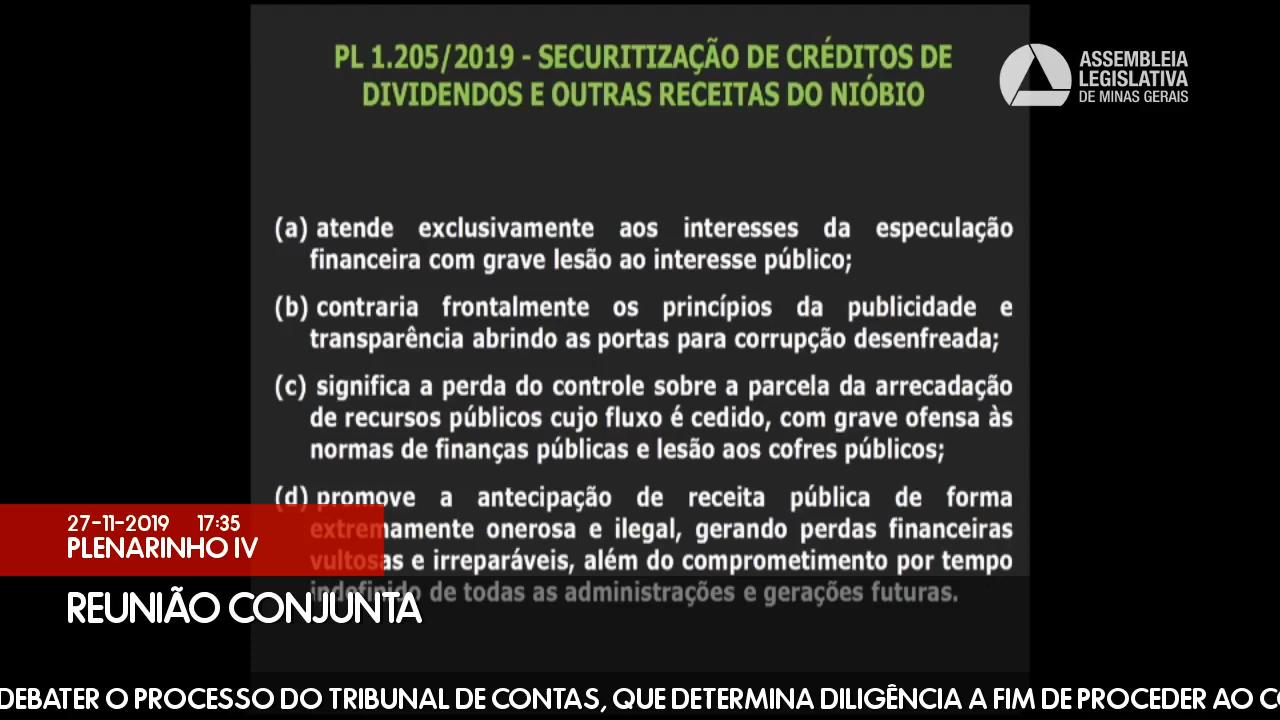 PL 1.205/2019 - SECURITIZAÇÃO DE CRÉDITOS DE
DIVIDENDOS E OUTRAS RECEITAS DO NIÓBIO
ASSEMBLEIA
LEGISLATIVA
DE MINAS GERAIS
(a) atende exclusivamente aos interesses da especulação
financeira com grave lesão ao interesse público;
(b) contraria frontalmente os princípios da publicidade e
transparência abrindo as portas para corrupção desenfreada;
(c) significa a perda do controle sobre a parcela da arrecadação
de recursos públicos cujo fluxo é cedido, com grave ofensa às
normas de finanças públicas e lesão aos cofres públicos;
(d) promove a antecipação de receita pública de forma
extremamente onerosa e ilegal, gerando perdas financeiras
vultosas e irreparáveis, além do comprometimento por tempo
indefinido de todas as administrações e gerações futuras.
27-11-2019 17:35
PLENARINHO IV
REUNIÃO CONJUNTA
DEBATER O PROCESSO DO TRIBUNAL DE CONTAS, QUE DETERMINA DILIGÊNCIA A FIM DE PROCEDER AO C